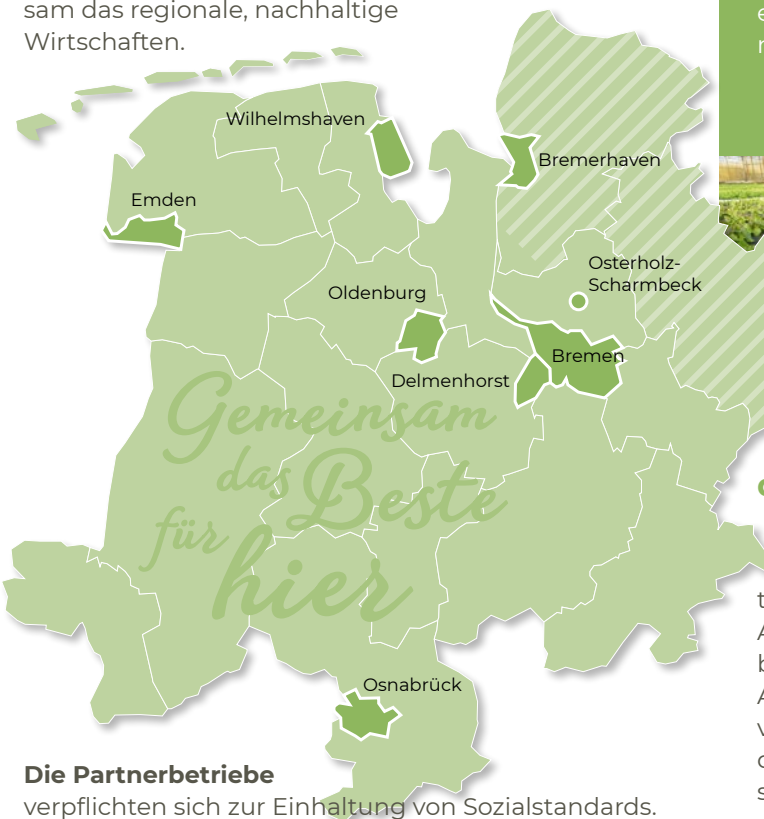 sam das regionale, nachhaltige
Wirtschaften.
Wilhelmshaven
Bremerhaven
Emden
Osterholz-
Scharmbeck
Oldenburg
Bremen
Delmenhorst
Gemeinsam
das Beste
für
hier
Osnabrück
Die Partnerbetriebe
verpflichten sich zur Einhaltung von Sozialstandards.